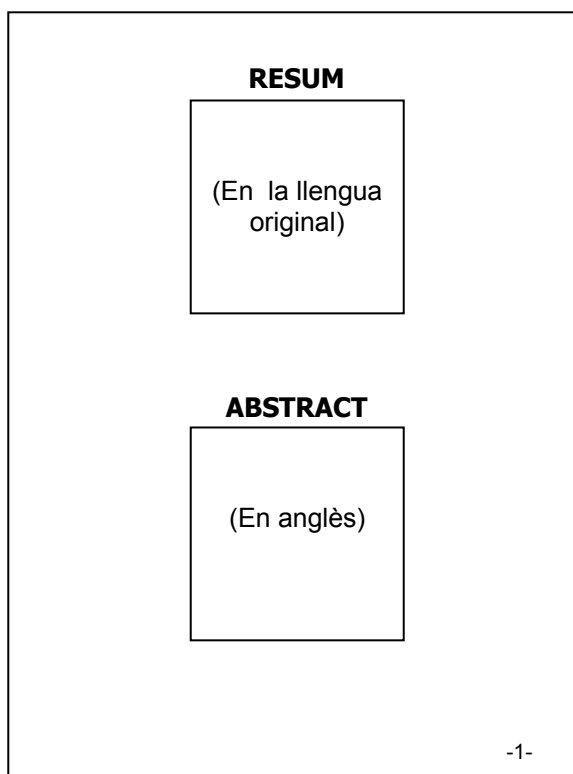 RESUM
(En la llengua
original)
ABSTRACT
(En anglès)
-1-